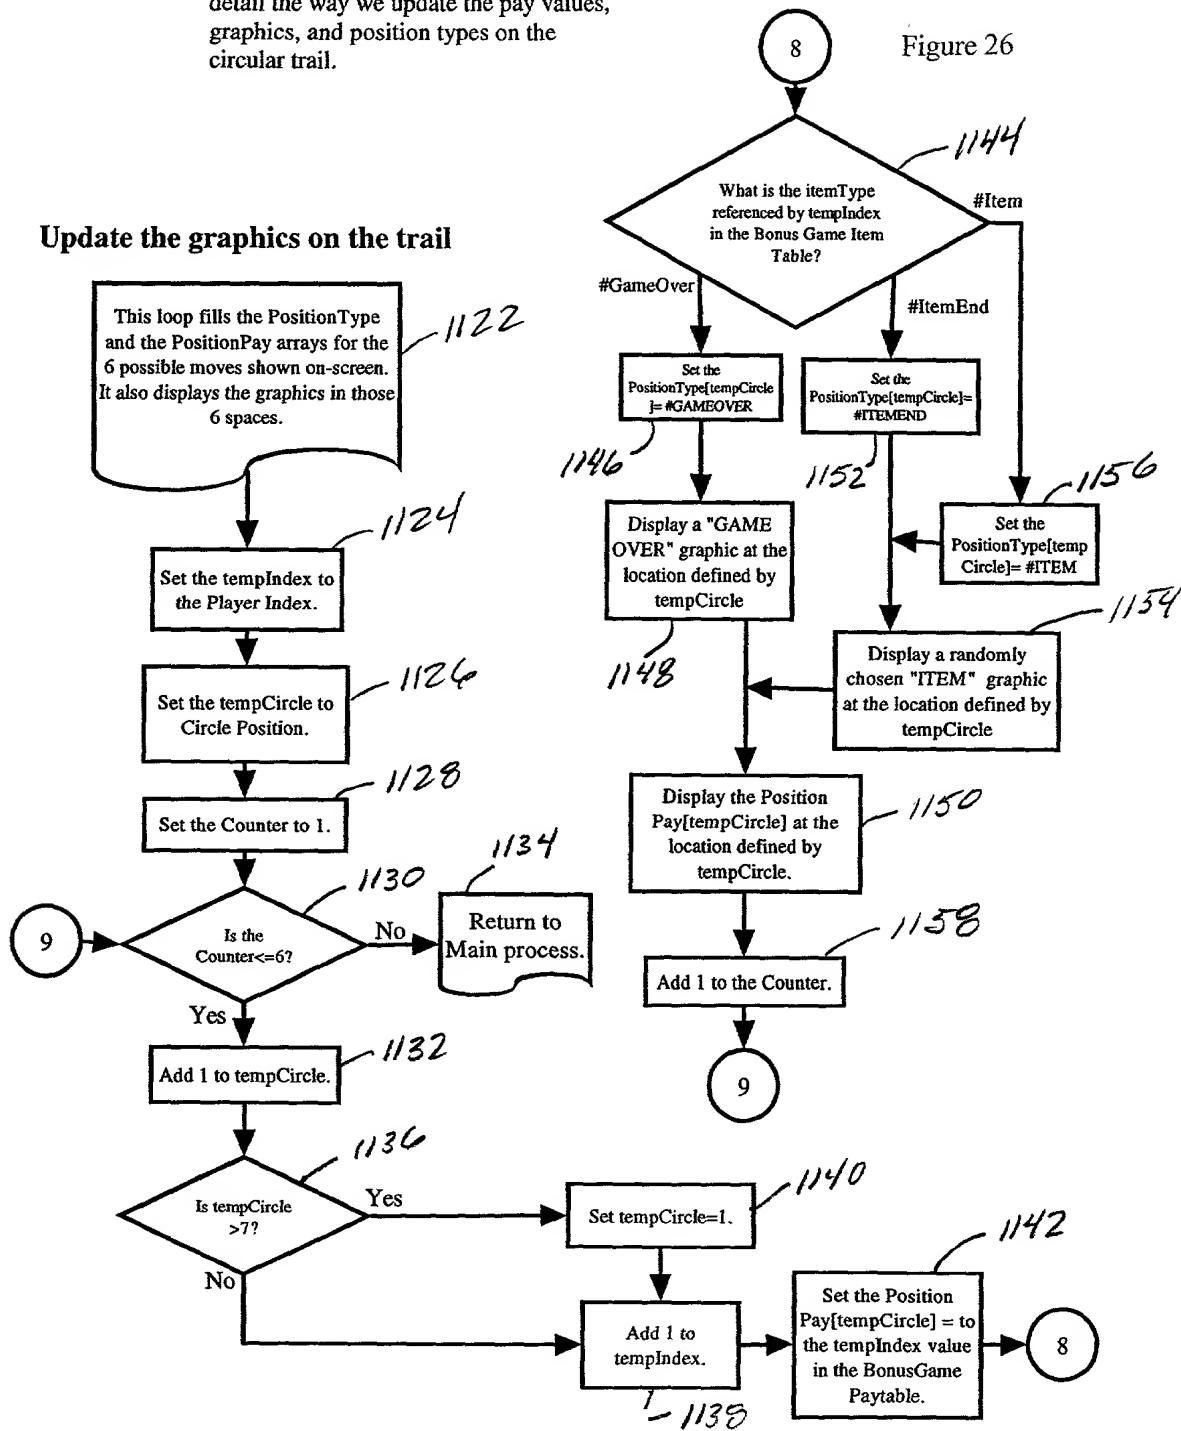 detail the way we update the pay values,
graphics, and position types on the
circular trail.
8
Figure 26
1144
What is the itemType
referenced by tempIndex
in the Bonus Game Item
Table?
#Item
#GameOver
#ItemEnd
Update the graphics on the trail
This loop fills the PositionType
and the PositionPay arrays for the
6 possible moves shown on-screen.
It also displays the graphics in those
6 spaces.
1122
Set the
PositionType[tempCircle
]= #GAMEOVER
1146
Set the
PositionType[tempCircle]=
#ITEMEND
1152
1156
Set the
PositionType[temp
Circle]= #ITEM
1124
Set the tempIndex to
the Player Index.
Display a "GAME
OVER" graphic at the
location defined by
tempCircle
1148
1154
Display a randomly
chosen "ITEM" graphic
at the location defined by
tempCircle
1126
Set the tempCircle to
Circle Position.
1128
Set the Counter to 1.
Display the Position
Pay[tempCircle] at the
location defined by
tempCircle.
1150
1130
1134
9
Is the
Counter<=6?
No
Return to
Main process.
1158
Add 1 to the Counter.
Yes
1132
Add 1 to tempCircle.
9
1136
Is tempCircle
>7?
Yes
1140
Set tempCircle=1.
No
1142
Add 1 to
tempIndex.
1138
Set the Position
Pay[tempCircle] = to
the tempIndex value
in the BonusGame
Paytable.
8